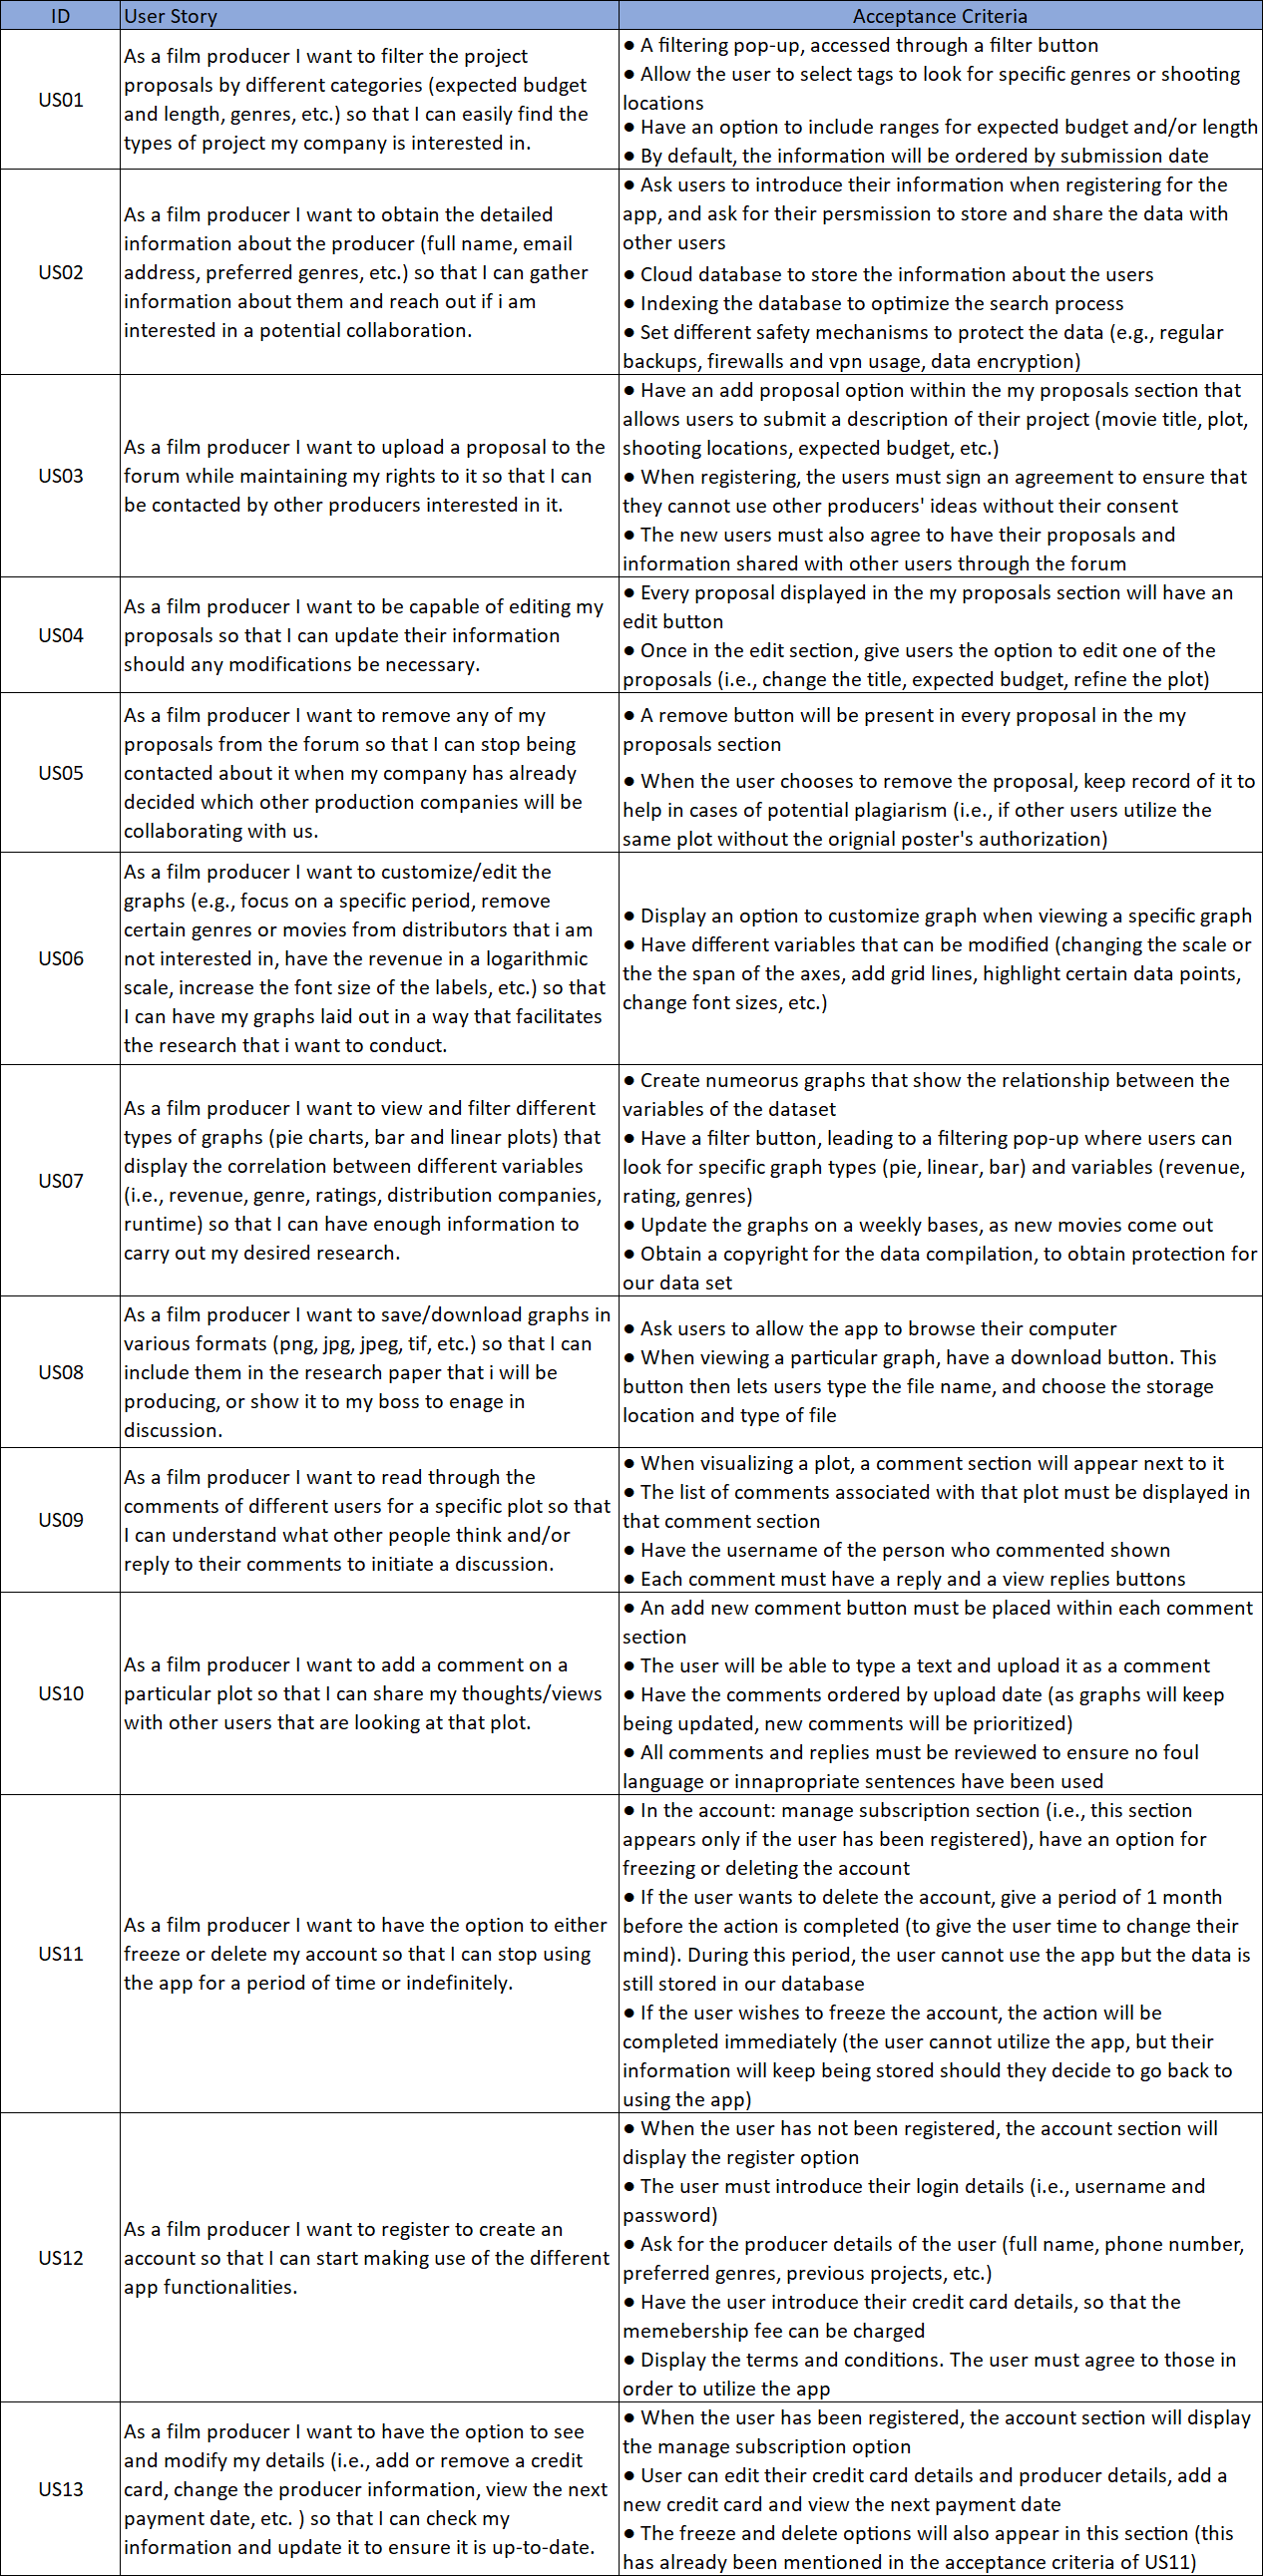 ID User Story Acceptance Criteria
US01
As a film producer I want to filter the project
proposals by different categories (expected budget
and length, genres, etc.) so that I can easily find the
types of project my company is interested in.
● A filtering pop-up, accessed through a filter button
● Allow the user to select tags to look for specific genres or shooting
locations
● Have an option to include ranges for expected budget and/or length
● By default, the information will be ordered by submission date
US02
As a film producer I want to obtain the detailed
information about the producer (full name, email
address, preferred genres, etc.) so that I can gather
information about them and reach out if i am
interested in a potential collaboration.
● Ask users to introduce their information when registering for the
app, and ask for their persmission to store and share the data with
other users
● Cloud database to store the information about the users
● Indexing the database to optimize the search process
● Set different safety mechanisms to protect the data (e.g., regular
backups, firewalls and vpn usage, data encryption)
US03
As a film producer I want to upload a proposal to the
forum while maintaining my rights to it so that I can
be contacted by other producers interested in it.
● Have an add proposal option within the my proposals section that
allows users to submit a description of their project (movie title, plot,
shooting locations, expected budget, etc.)
● When registering, the users must sign an agreement to ensure that
they cannot use other producers' ideas without their consent
● The new users must also agree to have their proposals and
information shared with other users through the forum
US04
As a film producer I want to be capable of editing my
proposals so that I can update their information
should any modifications be necessary.
● Every proposal displayed in the my proposals section will have an
edit button
● Once in the edit section, give users the option to edit one of the
proposals (i.e., change the title, expected budget, refine the plot)
US05
As a film producer I want to remove any of my
proposals from the forum so that I can stop being
contacted about it when my company has already
decided which other production companies will be
collaborating with us.
● A remove button will be present in every proposal in the my
proposals section
● When the user chooses to remove the proposal, keep record of it to
help in cases of potential plagiarism (i.e., if other users utilize the
same plot without the orignial poster's authorization)
US06
As a film producer I want to customize/edit the
graphs (e.g., focus on a specific period, remove
certain genres or movies from distributors that i am
not interested in, have the revenue in a logarithmic
scale, increase the font size of the labels, etc.) so that
I can have my graphs laid out in a way that facilitates
the research that i want to conduct.
● Display an option to customize graph when viewing a specific graph
● Have different variables that can be modified (changing the scale or
the the span of the axes, add grid lines, highlight certain data points,
change font sizes, etc.)
US07
As a film producer I want to view and filter different
types of graphs (pie charts, bar and linear plots) that
display the correlation between different variables
(i.e., revenue, genre, ratings, distribution companies,
runtime) so that I can have enough information to
carry out my desired research.
● Create numeorus graphs that show the relationship between the
variables of the dataset
● Have a filter button, leading to a filtering pop-up where users can
look for specific graph types (pie, linear, bar) and variables (revenue,
rating, genres)
● Update the graphs on a weekly bases, as new movies come out
● Obtain a copyright for the data compilation, to obtain protection for
our data set
US08
As a film producer I want to save/download graphs in
various formats (png, jpg, jpeg, tif, etc.) so that I can
include them in the research paper that i will be
producing, or show it to my boss to enage in
discussion.
● Ask users to allow the app to browse their computer
● When viewing a particular graph, have a download button. This
button then lets users type the file name, and choose the storage
location and type of file
US09
As a film producer I want to read through the
comments of different users for a specific plot so that
I can understand what other people think and/or
reply to their comments to initiate a discussion.
● When visualizing a plot, a comment section will appear next to it
● The list of comments associated with that plot must be displayed in
that comment section
● Have the username of the person who commented shown
● Each comment must have a reply and a view replies buttons
US10
As a film producer I want to add a comment on a
particular plot so that I can share my thoughts/views
with other users that are looking at that plot.
● An add new comment button must be placed within each comment
section
● The user will be able to type a text and upload it as a comment
● Have the comments ordered by upload date (as graphs will keep
being updated, new comments will be prioritized)
● All comments and replies must be reviewed to ensure no foul
language or innapropriate sentences have been used
US11
As a film producer I want to have the option to either
freeze or delete my account so that I can stop using
the app for a period of time or indefinitely.
● In the account: manage subscription section (i.e., this section
appears only if the user has been registered), have an option for
freezing or deleting the account
● If the user wants to delete the account, give a period of 1 month
before the action is completed (to give the user time to change their
mind). During this period, the user cannot use the app but the data is
still stored in our database
● If the user wishes to freeze the account, the action will be
completed immediately (the user cannot utilize the app, but their
information will keep being stored should they decide to go back to
using the app)
US12
As a film producer I want to register to create an
account so that I can start making use of the different
app functionalities.
● When the user has not been registered, the account section will
display the register option
● The user must introduce their login details (i.e., username and
password)
● Ask for the producer details of the user (full name, phone number,
preferred genres, previous projects, etc.)
● Have the user introduce their credit card details, so that the
memebership fee can be charged
● Display the terms and conditions. The user must agree to those in
order to utilize the app
US13
As a film producer I want to have the option to see
and modify my details (i.e., add or remove a credit
card, change the producer information, view the next
payment date, etc. ) so that I can check my
information and update it to ensure it is up-to-date.
● When the user has been registered, the account section will display
the manage subscription option
● User can edit their credit card details and producer details, add a
new credit card and view the next payment date
● The freeze and delete options will also appear in this section (this
has already been mentioned in the acceptance criteria of US11)